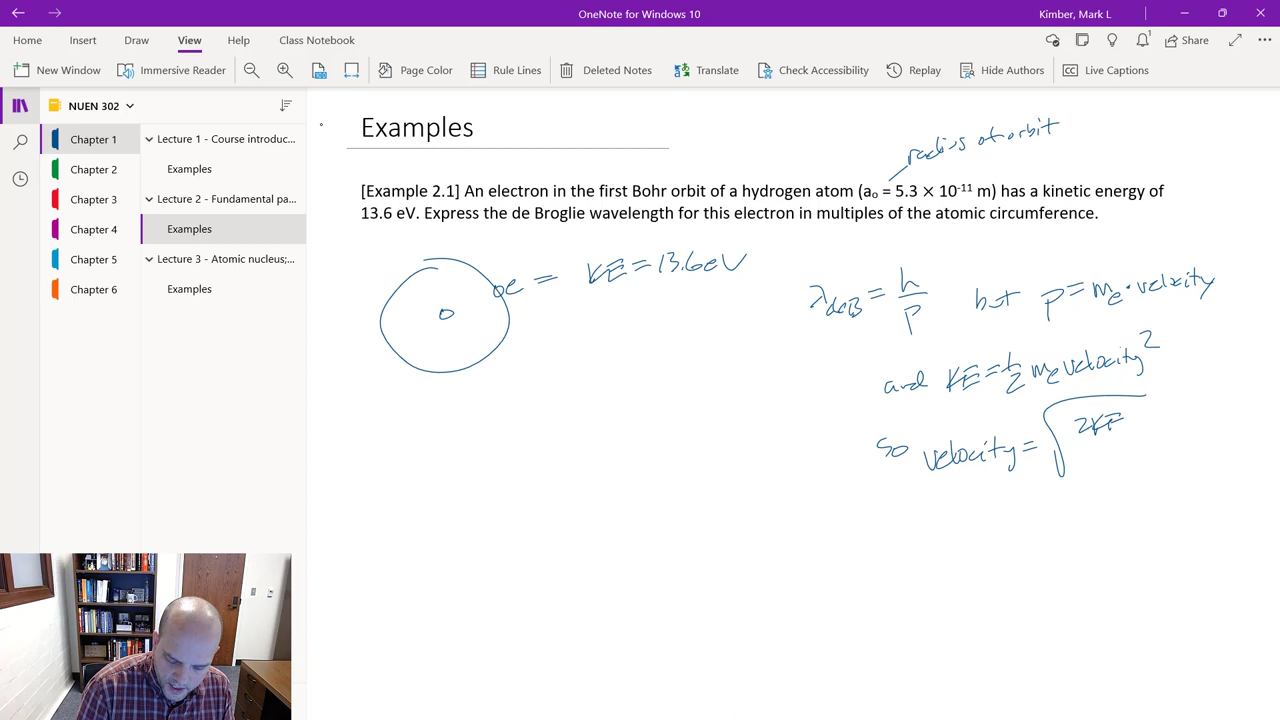 OneNote for Windows 10
Kimber, Mark L
Home Insert Draw View Help Class Notebook
Share
New Window Immersive Reader Page Color Rule Lines Deleted Notes Translate Check Accessibility Replay Hide Authors Live Captions
NUEN 302
Chapter 1
Chapter 2
Chapter 3
Chapter 4
Chapter 5
Chapter 6
Lecture 1 - Course introduc...
Examples
Lecture 2 - Fundamental pa...
Examples
Lecture 3 - Atomic nucleus;...
Examples
Examples
radius of orbit
[Example 2.1] An electron in the first Bohr orbit of a hydrogen atom (aₒ = 5.3 × 10⁻¹¹ m) has a kinetic energy of
13.6 eV. Express the de Broglie wavelength for this electron in multiples of the atomic circumference.
e = KE = 13.6 eV
λdeB = h/p but p = me · velocity
and KE = 1/2 me velocity²
so velocity = √2KE